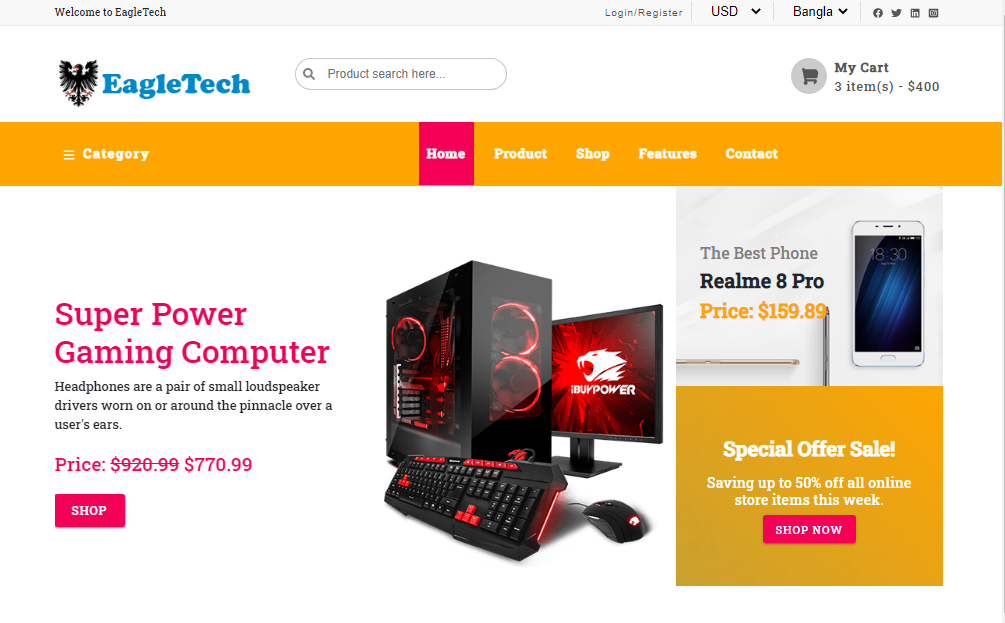 Welcome to EagleTech
Login/Register
USD
Bangla
EagleTech
Product search here...
My Cart
3 item(s) - $400
Category
Home
Product
Shop
Features
Contact
Super Power
Gaming Computer
Headphones are a pair of small loudspeaker
drivers worn on or around the pinnacle over a
user's ears.
Price: $920.99 $770.99
SHOP
iBUYPOWER
The Best Phone
Realme 8 Pro
Price: $159.89
18:30
Special Offer Sale!
Saving up to 50% off all online
store items this week.
SHOP NOW